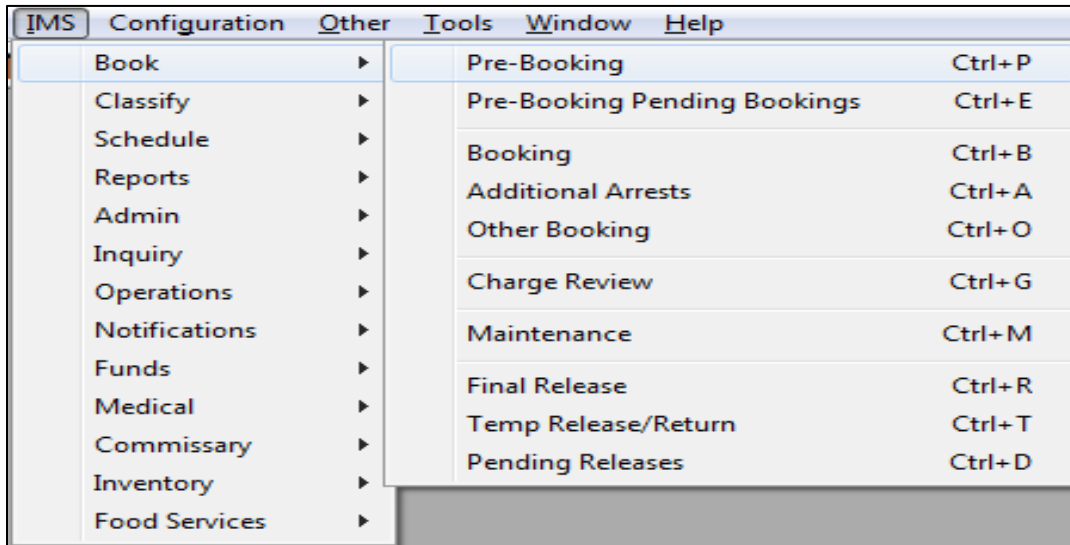 IMS Configuration Other Tools Window Help
Book
Classify
Schedule
Reports
Admin
Inquiry
Operations
Notifications
Funds
Medical
Commissary
Inventory
Food Services
Pre-Booking Ctrl+P
Pre-Booking Pending Bookings Ctrl+E
Booking Ctrl+B
Additional Arrests Ctrl+A
Other Booking Ctrl+O
Charge Review Ctrl+G
Maintenance Ctrl+M
Final Release Ctrl+R
Temp Release/Return Ctrl+T
Pending Releases Ctrl+D